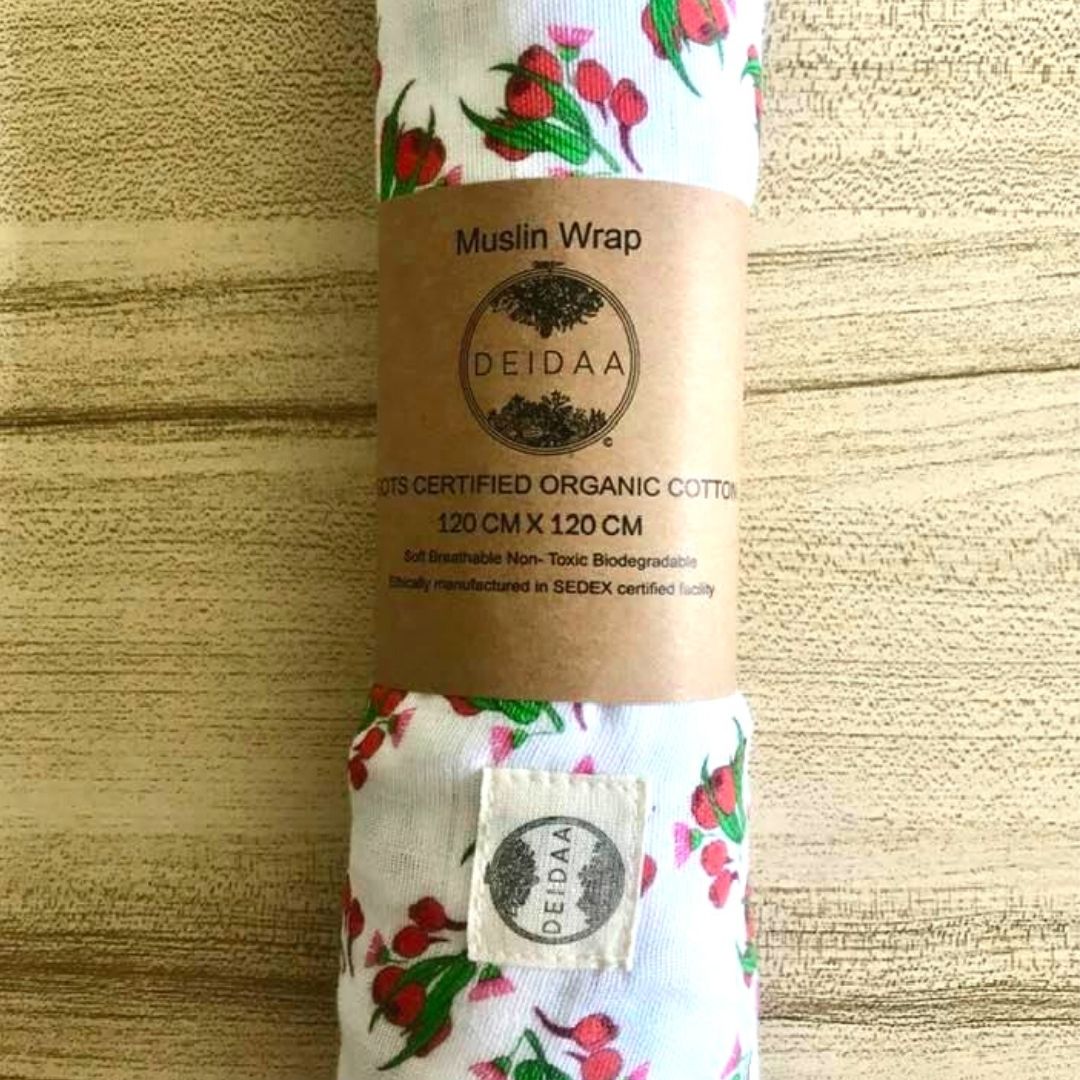 Muslin Wrap
DEIDAA
©
GOTS CERTIFIED ORGANIC COTTON
120 CM X 120 CM
Soft Breathable Non- Toxic Biodegradable
Ethically manufactured in SEDEX certified facility
DEIDAA